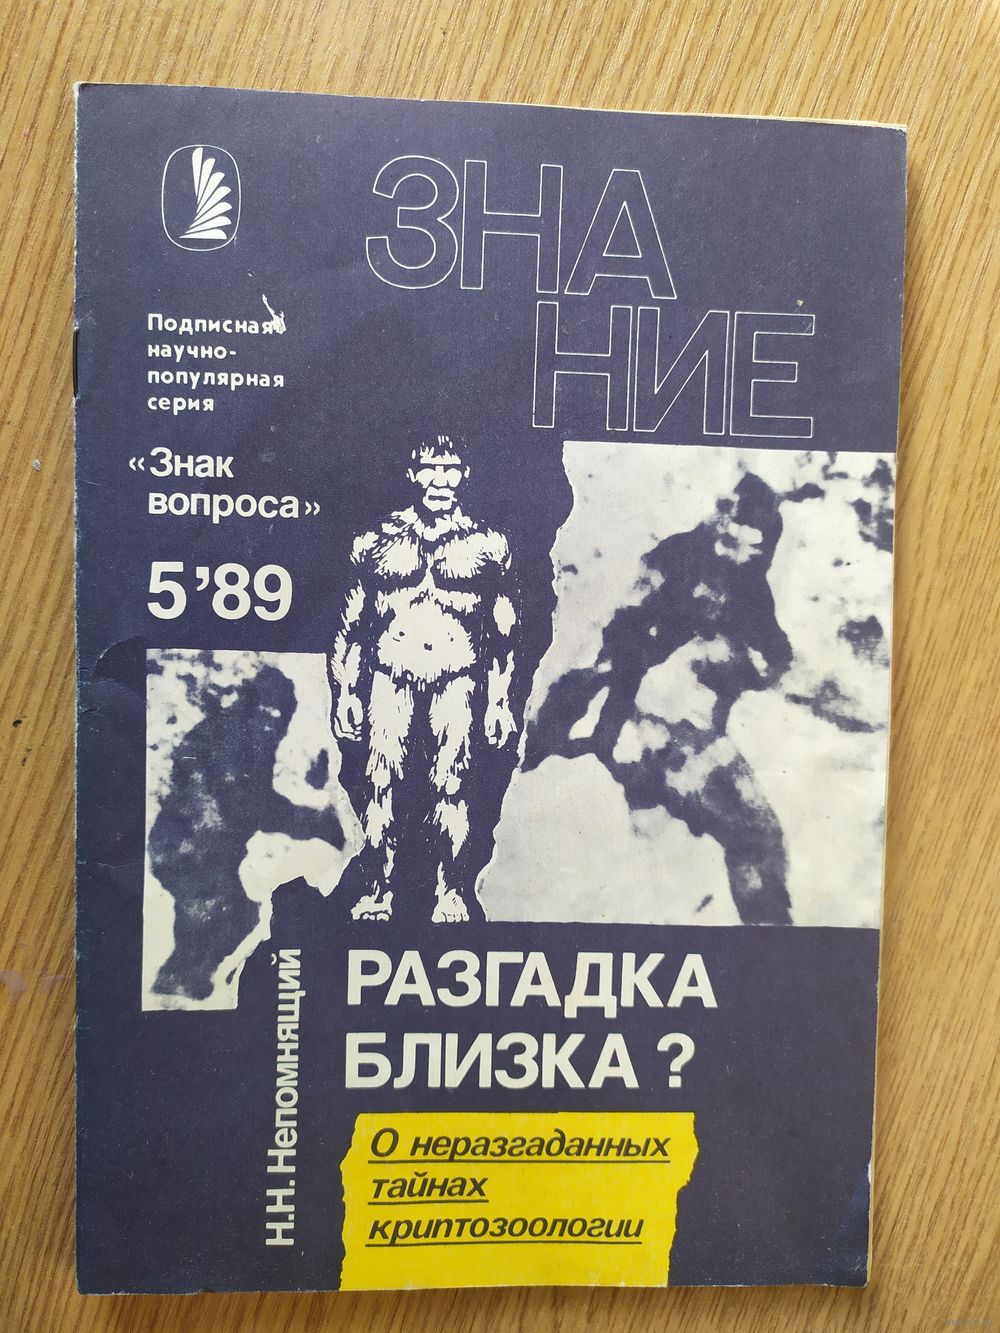 ЗНА
НИЕ
Подписная
научно-
популярная
серия
«Знак
вопроса»
5'89
Н.Н. Непомнящий
РАЗГАДКА
БЛИЗКА?
О неразгаданных
тайнах
криптозоологии